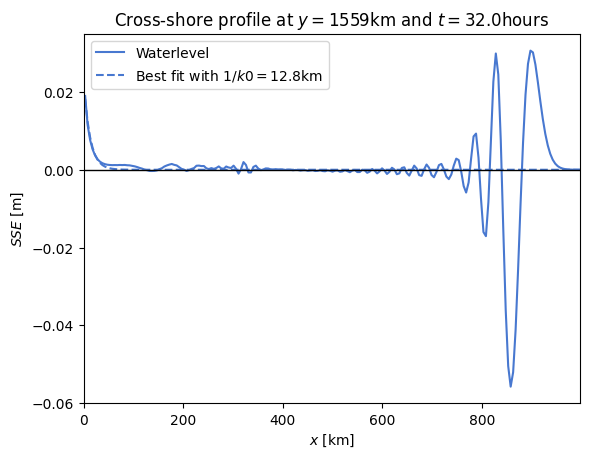 Cross-shore profile at y = 1559km and t = 32.0hours
Waterlevel
Best fit with 1/k0 = 12.8km
0.02
0.00
−0.02
−0.04
−0.06
SSE [m]
0 200 400 600 800
x [km]